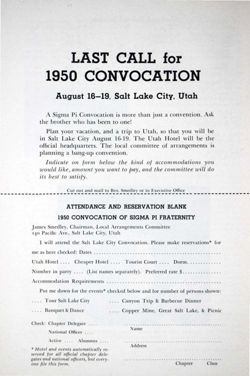 LAST CALL for
1950 CONVOCATION
August 16-19, Salt Lake City, Utah
A Sigma Pi Convocation is more than just a convention. Ask
the brother who has been to one!
Plan your vacation, and a trip to Utah, so that you will be
in Salt Lake City August 16-19. The Utah Hotel will be the
official headquarters. The local committee of arrangements is
planning a bang-up convention.
Indicate on form below the kind of accommodations you
would like, amount you want to pay, and the committee will do
its best to satisfy.
Cut out and mail to Bro. Smedley or to Executive Office
ATTENDANCE AND RESERVATION BLANK
1950 CONVOCATION OF SIGMA PI FRATERNITY
James Smedley, Chairman, Local Arrangements Committee
Pacific Ave., Salt Lake City, Utah
I will attend the Salt Lake City Convocation. Please make reservations* for
me as here checked: Dates
Utah Hotel .... Cheaper Hotel .... Tourist Court .... Dorm
Number in party .... (List names separately). Preferred rate $
Accommodation Requirements
Put me down for the events* checked below and for number of persons shown:
.... Tour Salt Lake City .... Canyon Trip & Barbecue Dinner
.... Banquet & Dance .... Copper Mine, Great Salt Lake, & Picnic
Check: Chapter Delegate
Name
National Officer
Active .... Alumnus
Address
* Hotel and events automatically re-
served for all official chapter dele-
gates and national officers, but every-
one file this form.
Chapter Class